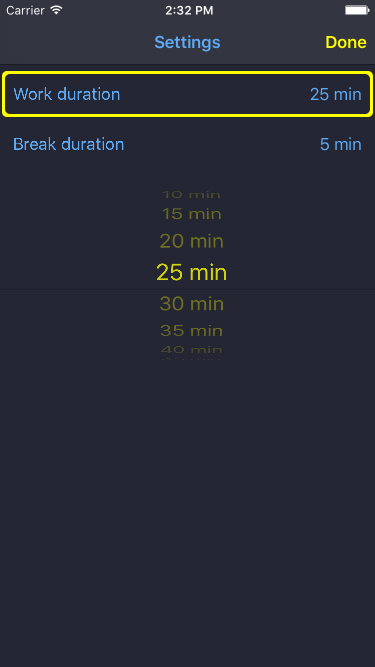 Carrier 2:32 PM
Settings Done
Work duration 25 min
Break duration 5 min
10 min
15 min
20 min
25 min
30 min
35 min
40 min